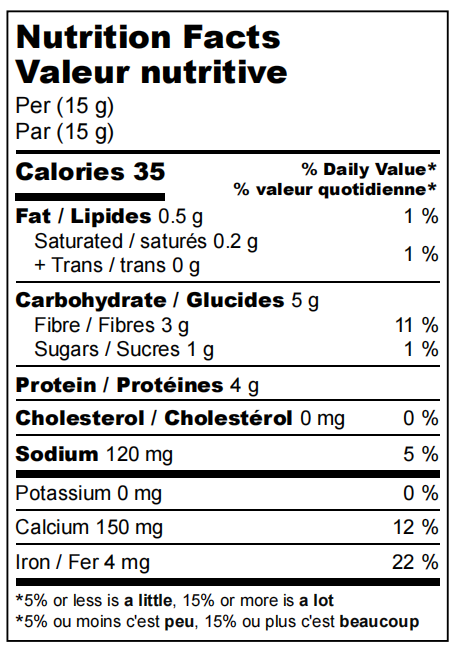 Nutrition Facts
Valeur nutritive
Per (15 g)
Par (15 g)
Calories 35
% Daily Value*
% valeur quotidienne*
Fat / Lipides 0.5 g 1 %
Saturated / saturés 0.2 g
+ Trans / trans 0 g
1 %
Carbohydrate / Glucides 5 g
Fibre / Fibres 3 g 11 %
Sugars / Sucres 1 g 1 %
Protein / Protéines 4 g
Cholesterol / Cholestérol 0 mg 0 %
Sodium 120 mg 5 %
Potassium 0 mg 0 %
Calcium 150 mg 12 %
Iron / Fer 4 mg 22 %
*5% or less is a little, 15% or more is a lot
*5% ou moins c'est peu, 15% ou plus c'est beaucoup